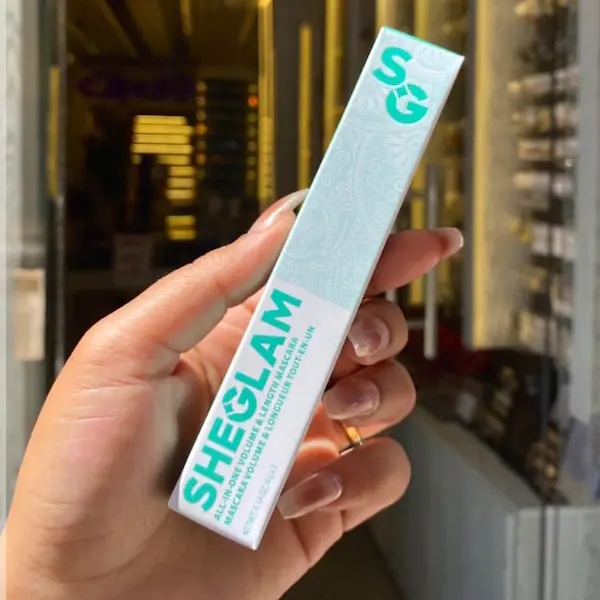 SG
SHEGLAM
ALL-IN-ONE VOLUME & LENGTH MASCARA
MASCARA VOLUME & LONGUEUR TOUT-EN-UN